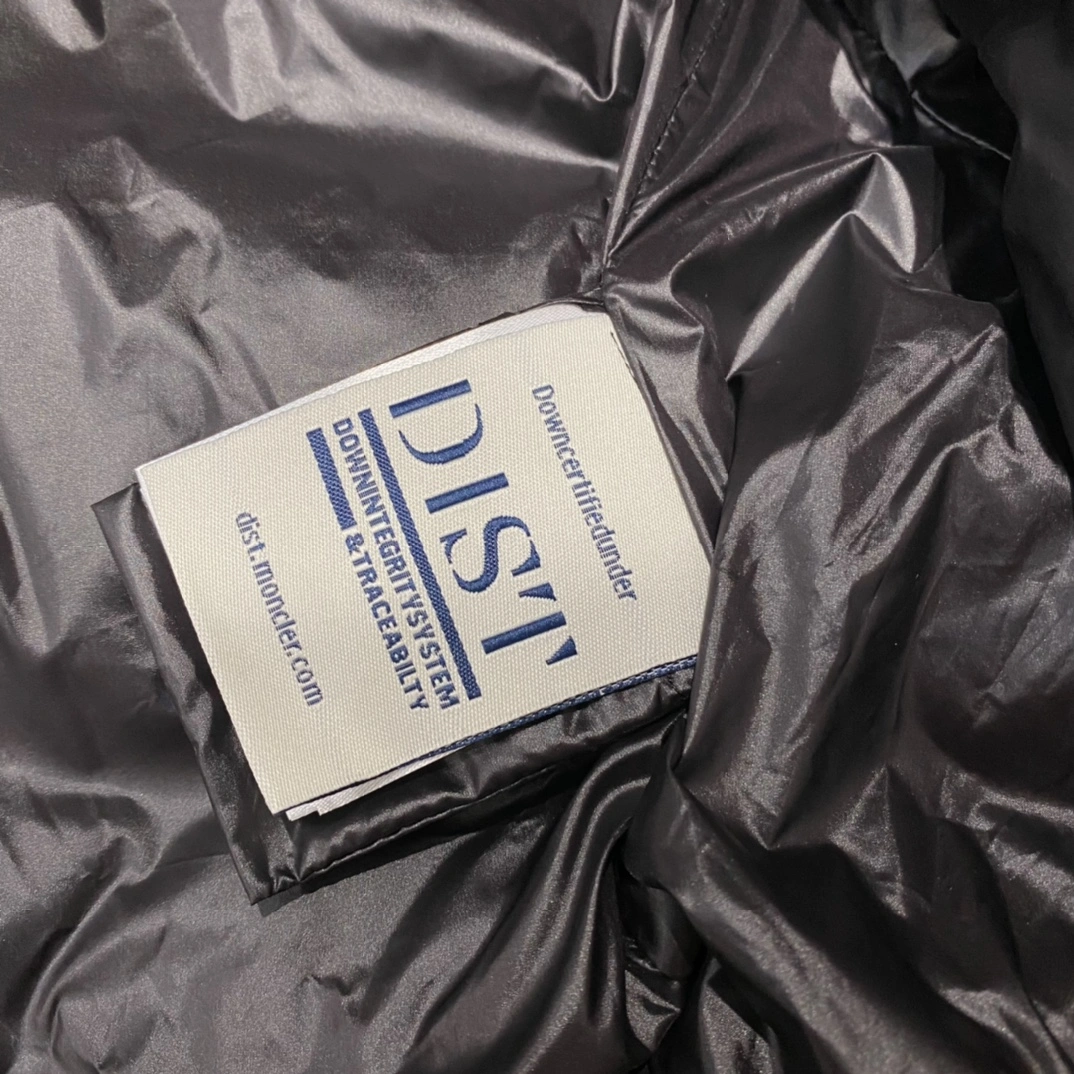 Downcertifiedunder
DIST
DOWNINTEGRITYSYSTEM
&TRACEABILTY
dist.moncler.com